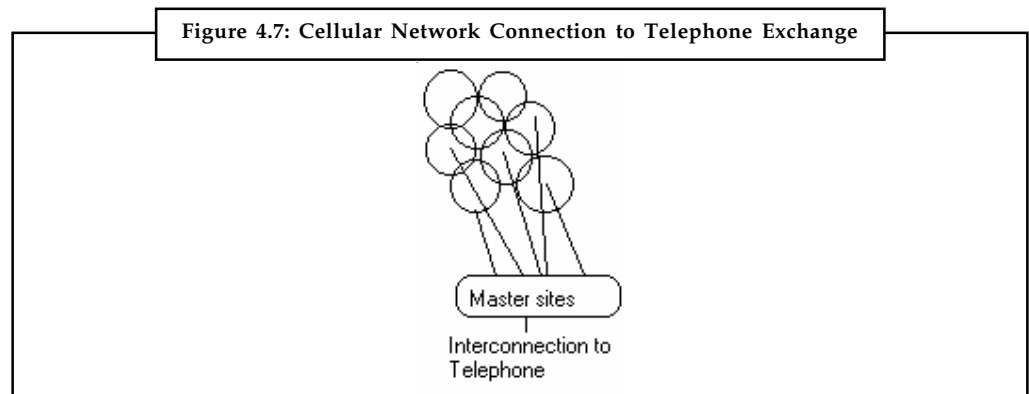 Figure 4.7: Cellular Network Connection to Telephone Exchange
Master sites
Interconnection to
Telephone